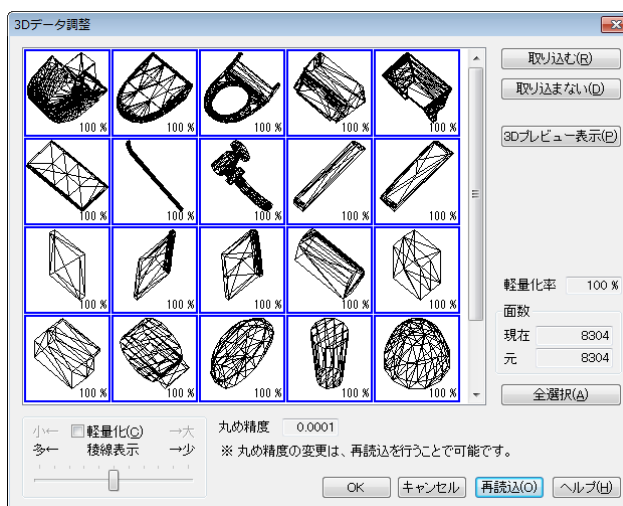 3Dデータ調整
100 % 100 % 100 % 100 % 100 %
100 % 100 % 100 % 100 % 100 %
100 % 100 % 100 % 100 % 100 %
100 % 100 % 100 % 100 % 100 %
取り込む(R)
取り込まない(D)
3Dプレビュー表示(P)
軽量化率 100 %
面数
現在 8304
元 8304
全選択(A)
小← 軽量化(C) →大
多← 稜線表示 →少
丸め精度 0.0001
※ 丸め精度の変更は、再読込を行うことで可能です。
OK キャンセル 再読込(O) ヘルプ(H)